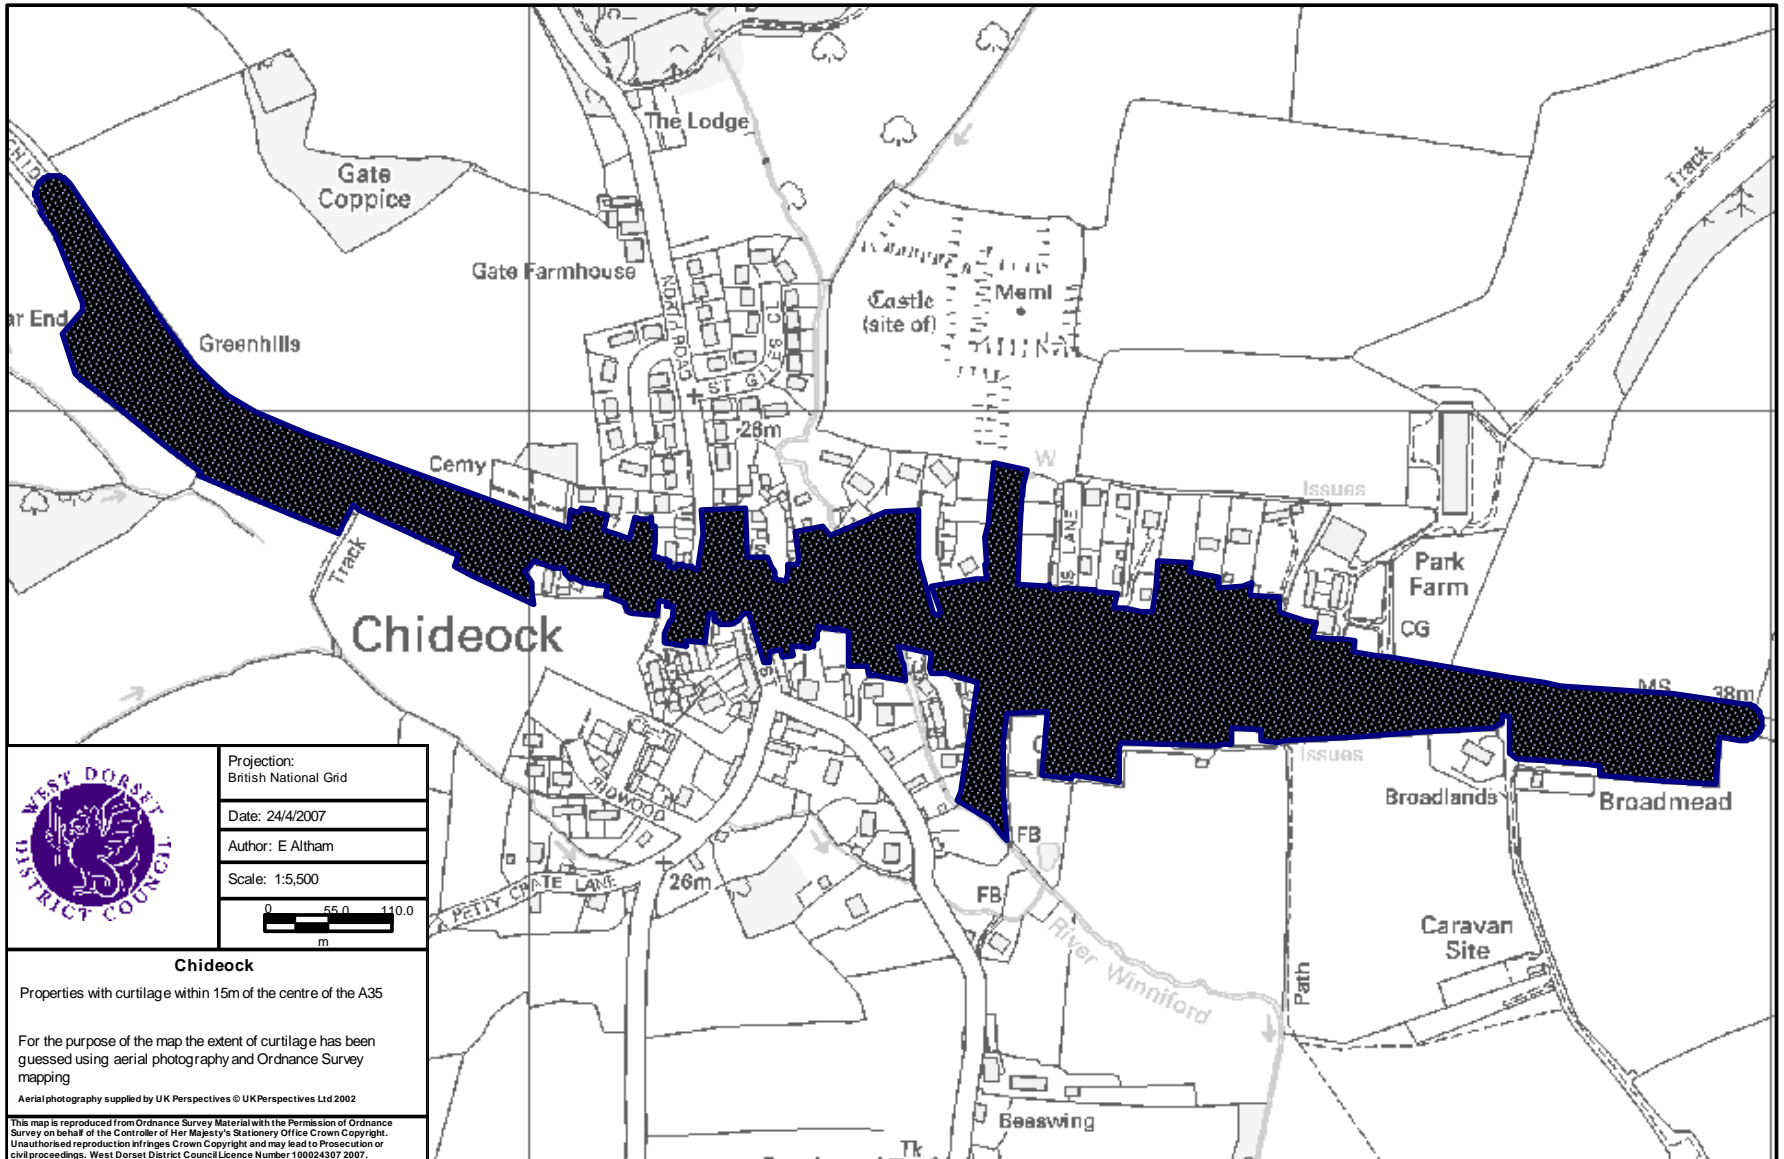 The Lodge
Gate
Coppice
Track
Gate Farmhouse
NORTH ROAD
ST GILES CL
Castle
(site of)
Meml
ar End
Greenhills
28m
Cemy
W
Issues
NS LANE
Track
Park
Farm
CG
Chideock
MS
38m
Issues
Broadlands
Broadmead
WEST DORSET
DISTRICT COUNCIL
Projection:
British National Grid
Date: 24/4/2007
Author: E Altham
Scale: 1:5,500
0 55.0 110.0
m
RIDWOOD
PETTY CRATE LANE
26m
FB
FB
River Winniford
Path
Caravan
Site
Beeswing
Tk
Chideock
Properties with curtilage within 15m of the centre of the A35
For the purpose of the map the extent of curtilage has been
guessed using aerial photography and Ordnance Survey
mapping
Aerial photography supplied by UK Perspectives © UKPerspectives Ltd 2002
This map is reproduced from Ordnance Survey Material with the Permission of Ordnance
Survey on behalf of the Controller of Her Majesty's Stationery Office Crown Copyright.
Unauthorised reproduction infringes Crown Copyright and may lead to Prosecution or
civil proceedings. West Dorset District Council Licence Number 100024307 2007.